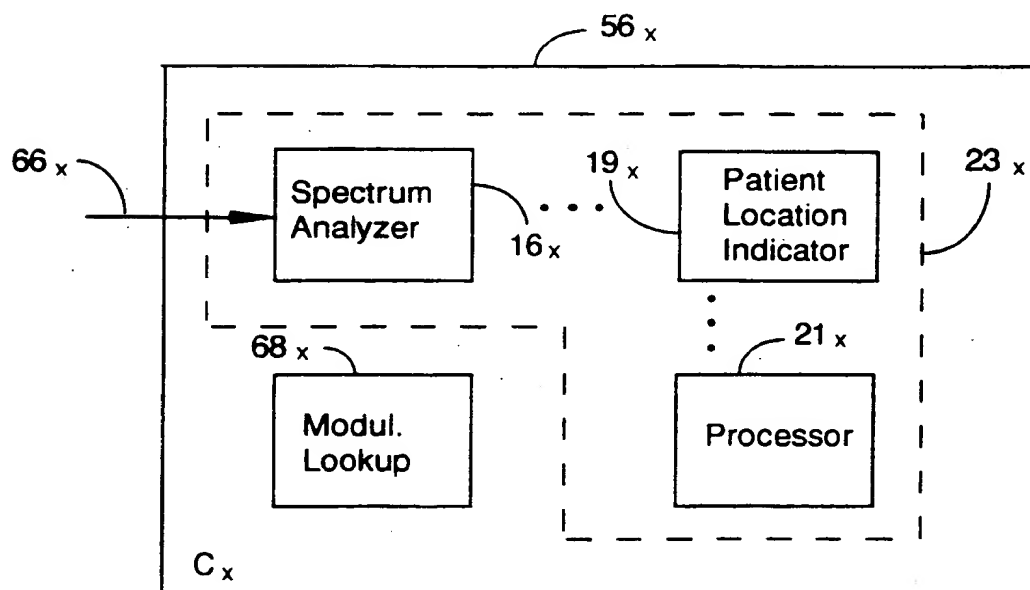 56 x
66 x
Spectrum
Analyzer
16 x
19 x
Patient
Location
Indicator
23 x
68 x
Modul.
Lookup
21 x
Processor
C x